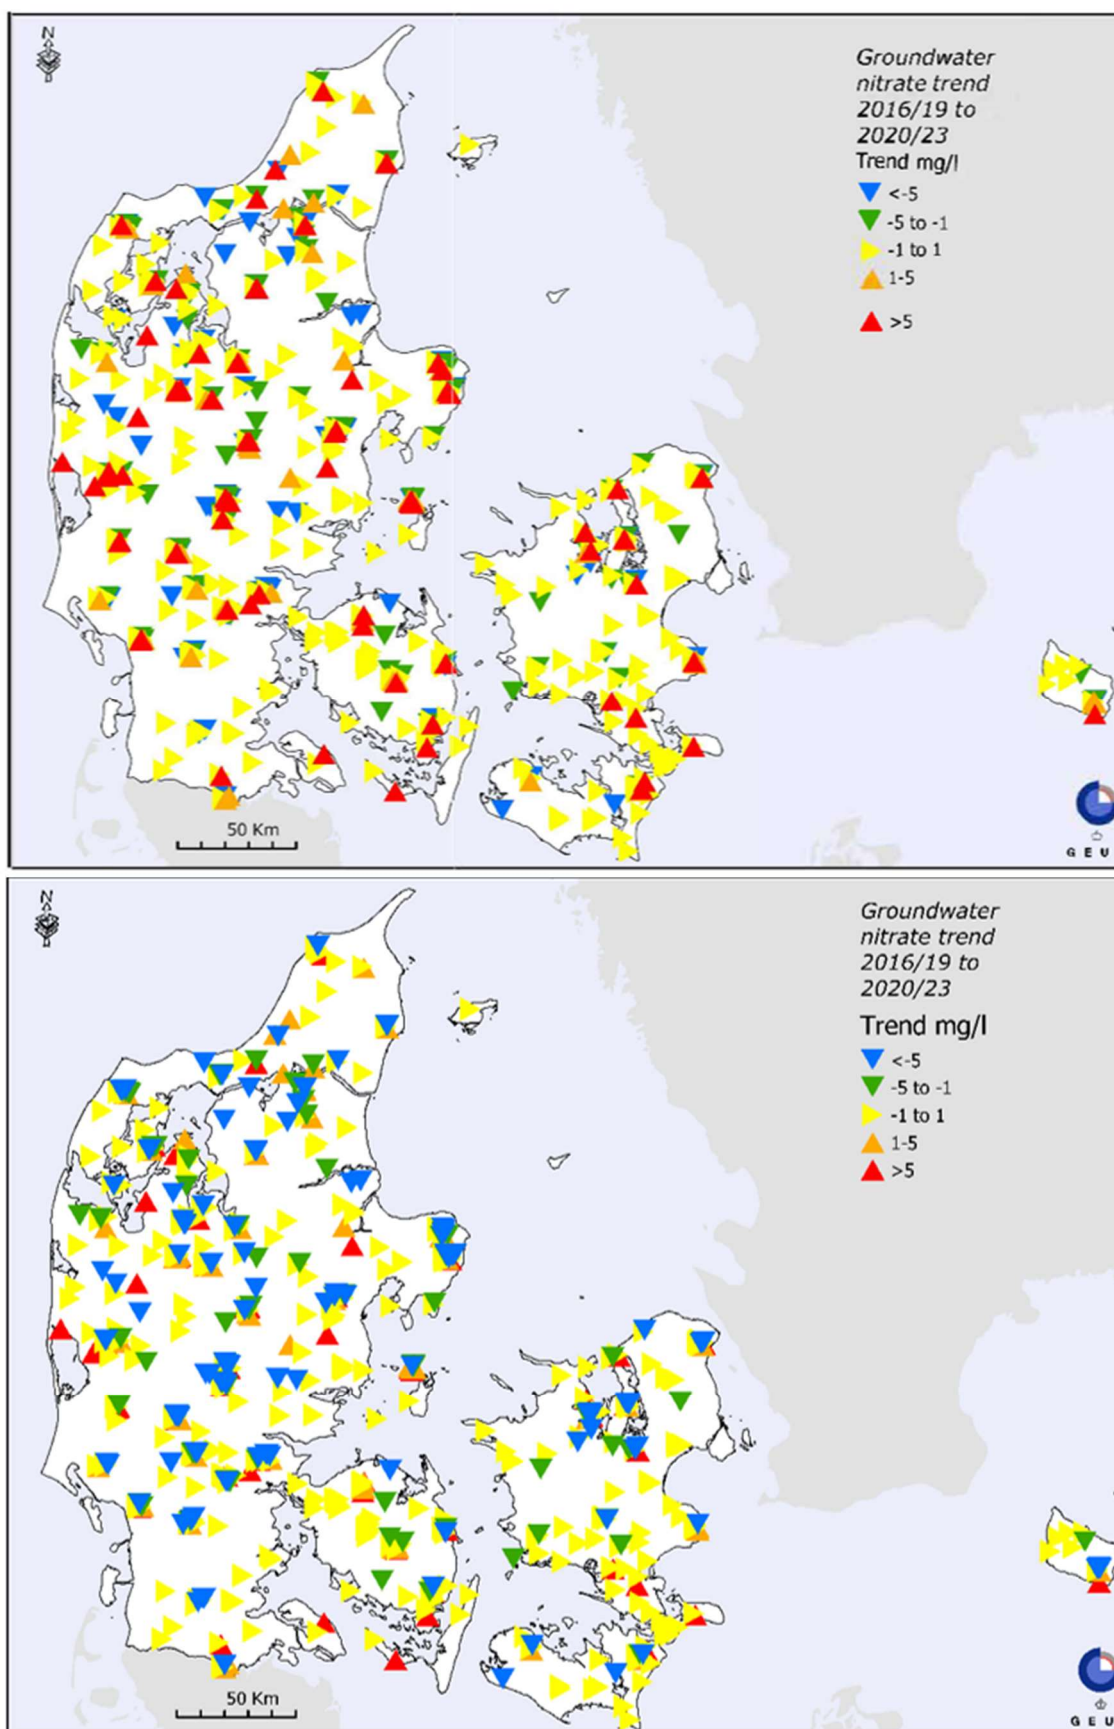 N
Groundwater
nitrate trend
2016/19 to
2020/23
Trend mg/l
<-5
-5 to -1
-1 to 1
1-5
>5
50 Km
G E U
N
Groundwater
nitrate trend
2016/19 to
2020/23
Trend mg/l
<-5
-5 to -1
-1 to 1
1-5
>5
50 Km
G E U